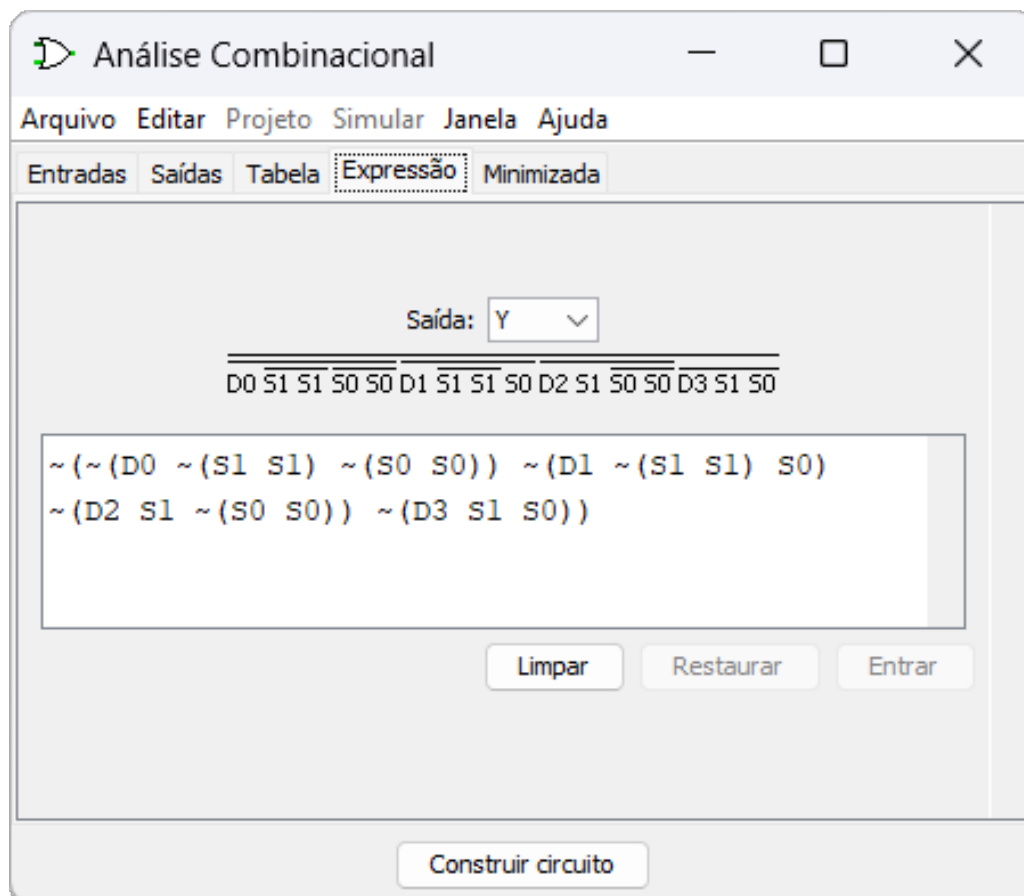 Análise Combinacional
Arquivo Editar Projeto Simular Janela Ajuda
Entradas Saídas Tabela Expressão Minimizada
Saída: Y
D0 S1 S1 S0 S0 D1 S1 S1 S0 D2 S1 S0 S0 D3 S1 S0
~(~(D0 ~(S1 S1) ~(S0 S0)) ~(D1 ~(S1 S1) S0)
~(D2 S1 ~(S0 S0)) ~(D3 S1 S0))
Limpar Restaurar Entrar
Construir circuito